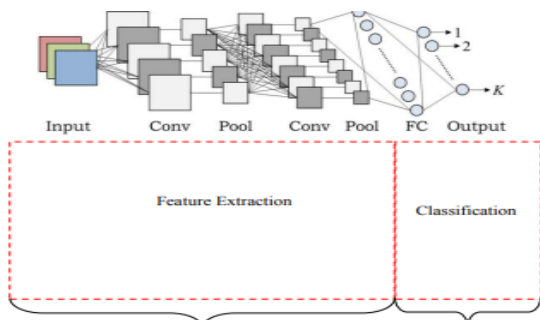 1
2
K
Input Conv Pool Conv Pool FC Output
Feature Extraction
Classification